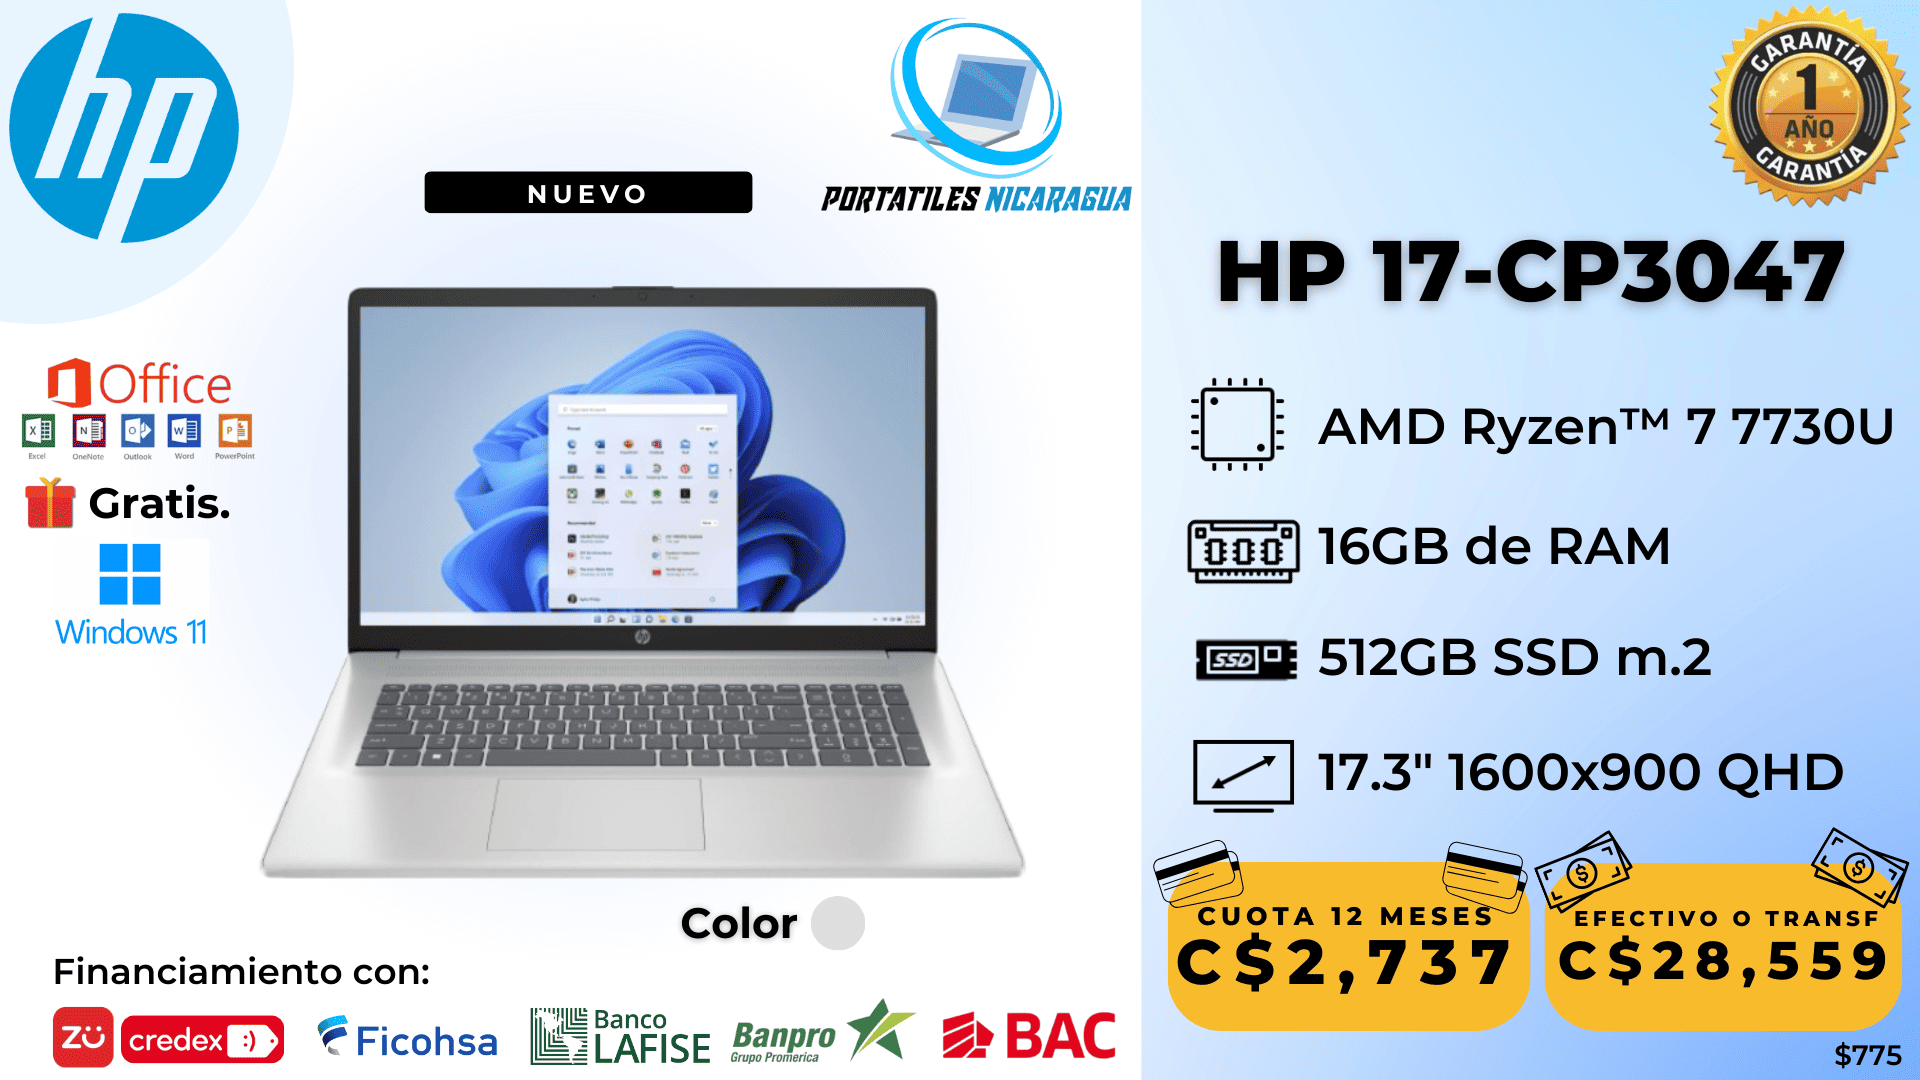 hp
NUEVO
PORTATILES NICARAGUA
Office
Excel OneNote Outlook Word PowerPoint
Gratis.
Windows 11
hp
Color
Financiamiento con:
zü
credex :)
Ficohsa
Banco
LAFISE
Banpro
Grupo Promerica
BAC
GARANTÍA
1
AÑO
GARANTÍA
HP 17-CP3047
AMD Ryzen™ 7 7730U
16GB de RAM
SSD
512GB SSD m.2
17.3" 1600x900 QHD
CUOTA 12 MESES
C$2,737
EFECTIVO O TRANSF
C$28,559
$775